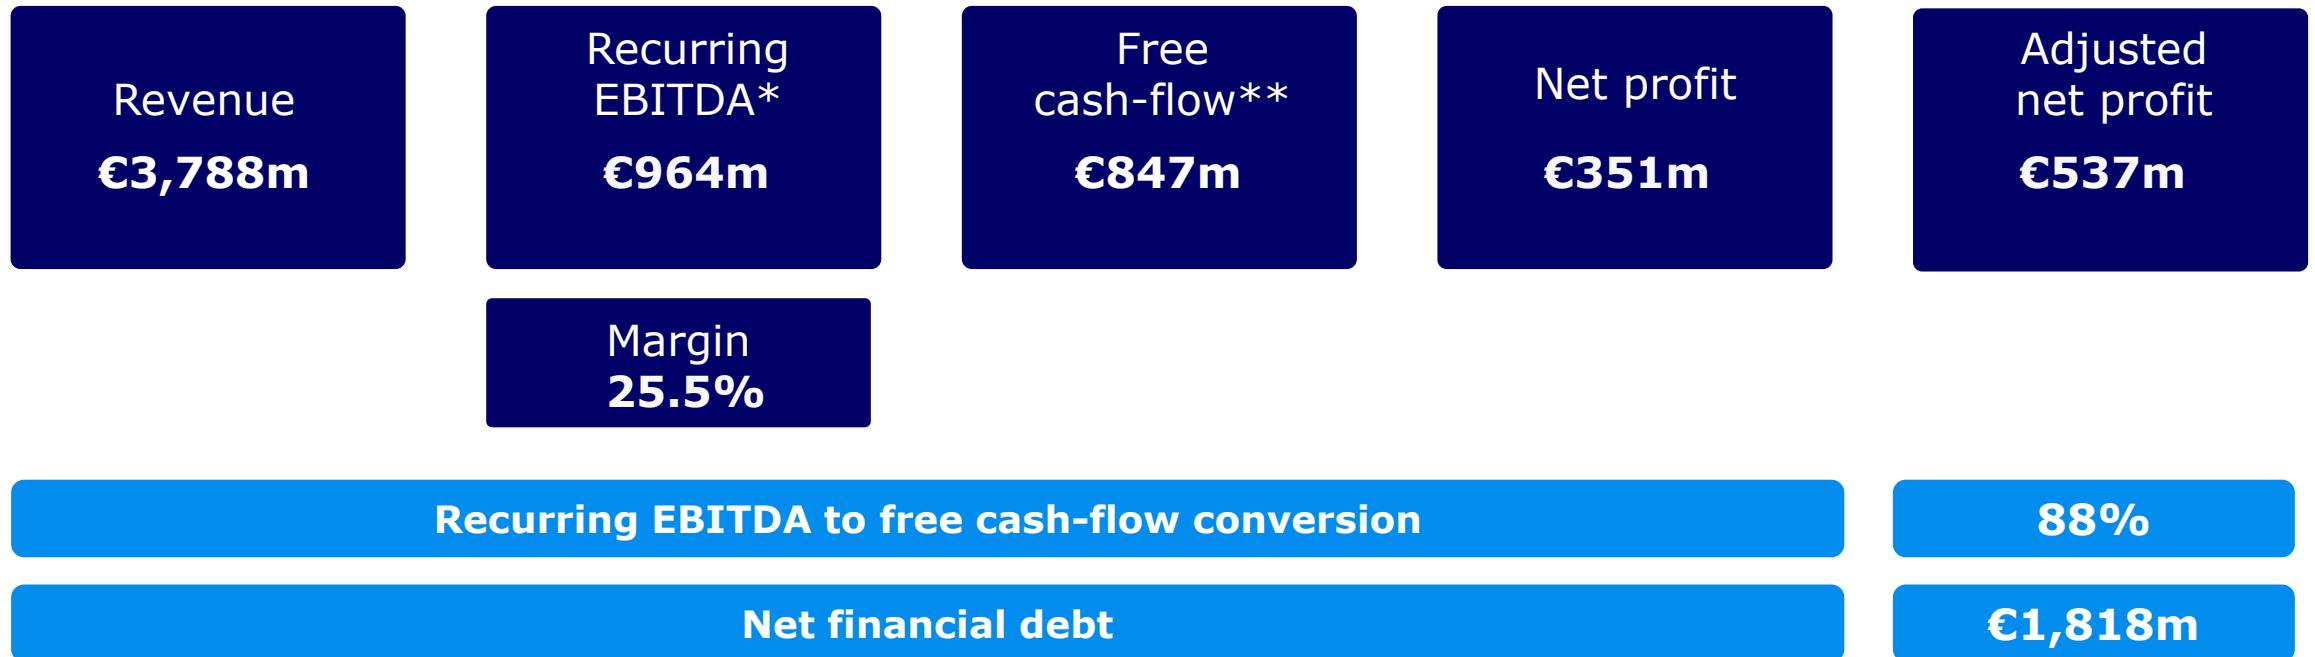 Revenue
€3,788m
Recurring
EBITDA*
€964m
Free
cash-flow**
€847m
Net profit
€351m
Adjusted
net profit
€537m
Margin
25.5%
Recurring EBITDA to free cash-flow conversion
88%
Net financial debt
€1,818m